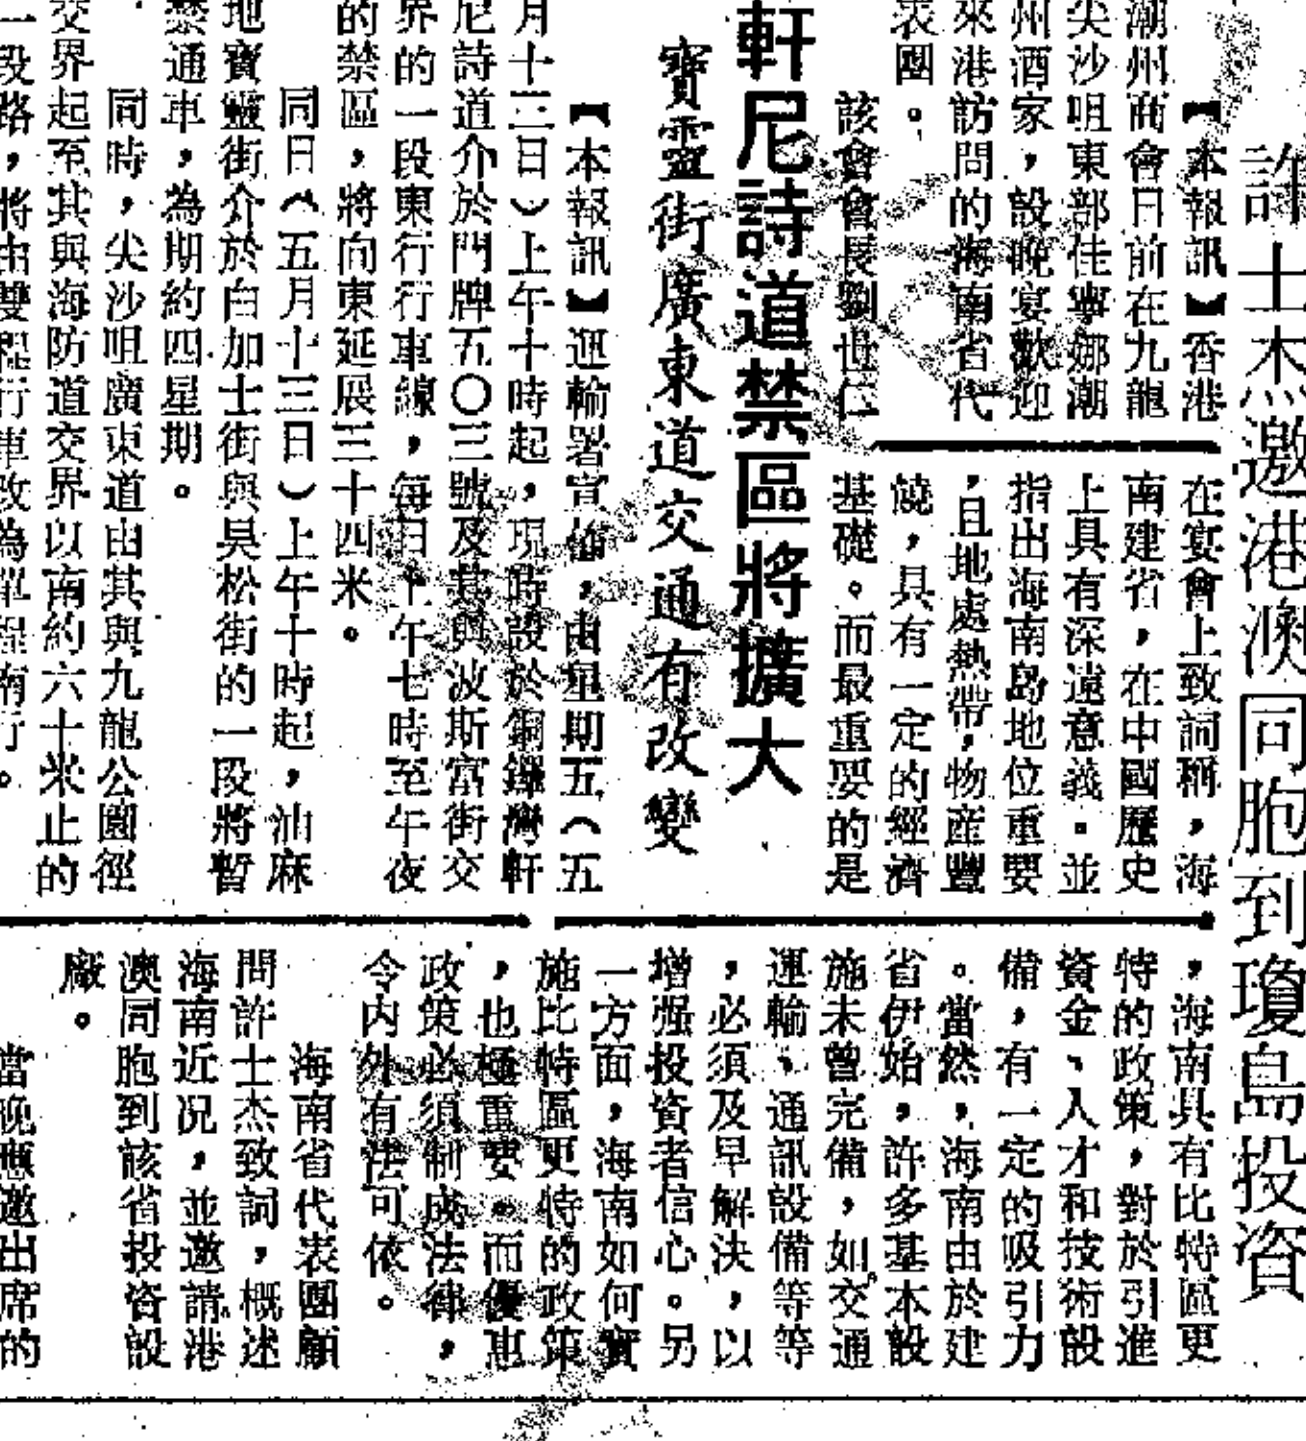 許士杰邀港澳同胞到瓊島投資
【本報訊】香港
潮州商會日前在九龍
尖沙咀東部佳寧娜潮
州酒家，設晚宴歡迎
來港訪問的海南省代
表團。
該會會長劉世仁
在宴會上致詞稱，海
南建省，在中國歷史
上具有深遠意義。並
指出海南島地位重要
，且地處熱帶，物產豐
饒，具有一定的經濟
基礎。而最重要的是
，海南具有比特區更
特的政策，對於引進
資金、人才和技術設
備，有一定的吸引力
。當然，海南由於建
省伊始，許多基本設
施未曾完備，如交通
運輸、通訊設備等等
，必須及早解決，以
增强投資者信心。另
一方面，海南如何實
施比特區更特的政策
，也極重要。而優惠
政策必須制成法律，
令內外有法可依。
海南省代表團顧
問許士杰致詞，概述
海南近况，並邀請港
澳同胞到該省投資設
廠。
當晚應邀出席的
軒尼詩道禁區將擴大
寶靈街廣東道交通有改變
【本報訊】運輸署宣佈，由星期五（五
月十三日）上午十時起，現時設於銅鑼灣軒
尼詩道介於門牌五〇三號及其與波斯富街交
界的一段東行行車線，每日上午七時至午夜
的禁區，將向東延展三十四米。
同日（五月十三日）上午十時起，油麻
地寶靈街介於白加士街與吳松街的一段將暫
禁通車，為期約四星期。
同時，尖沙咀廣東道由其與九龍公園徑
交界起至其與海防道交界以南約六十米止的
一段路，將由雙程行車改為單程南行。